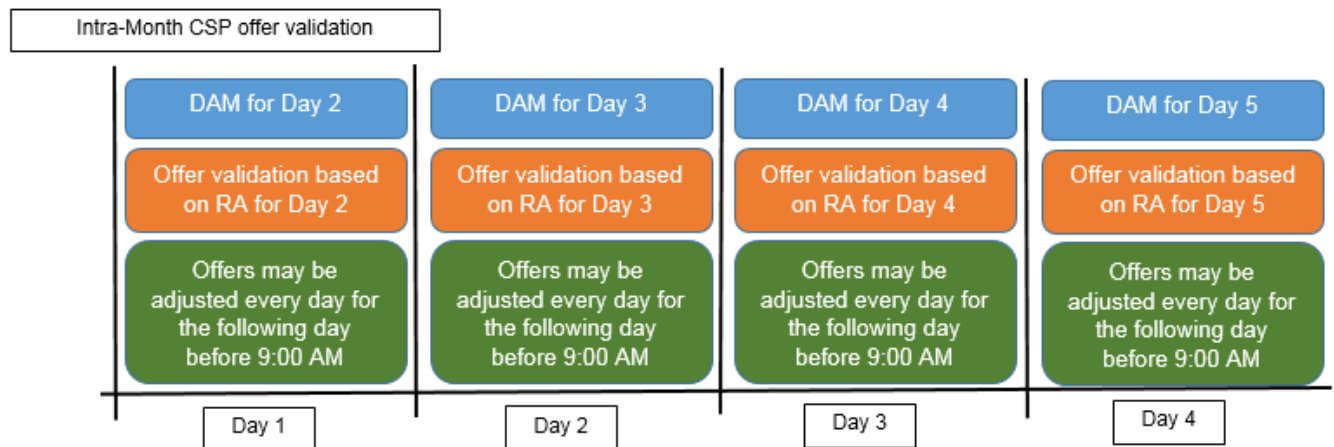 Intra-Month CSP offer validation
DAM for Day 2
DAM for Day 3
DAM for Day 4
DAM for Day 5
Offer validation based
on RA for Day 2
Offer validation based
on RA for Day 3
Offer validation based
on RA for Day 4
Offer validation based
on RA for Day 5
Offers may be
adjusted every day for
the following day
before 9:00 AM
Offers may be
adjusted every day for
the following day
before 9:00 AM
Offers may be
adjusted every day for
the following day
before 9:00 AM
Offers may be
adjusted every day for
the following day
before 9:00 AM
Day 1
Day 2
Day 3
Day 4